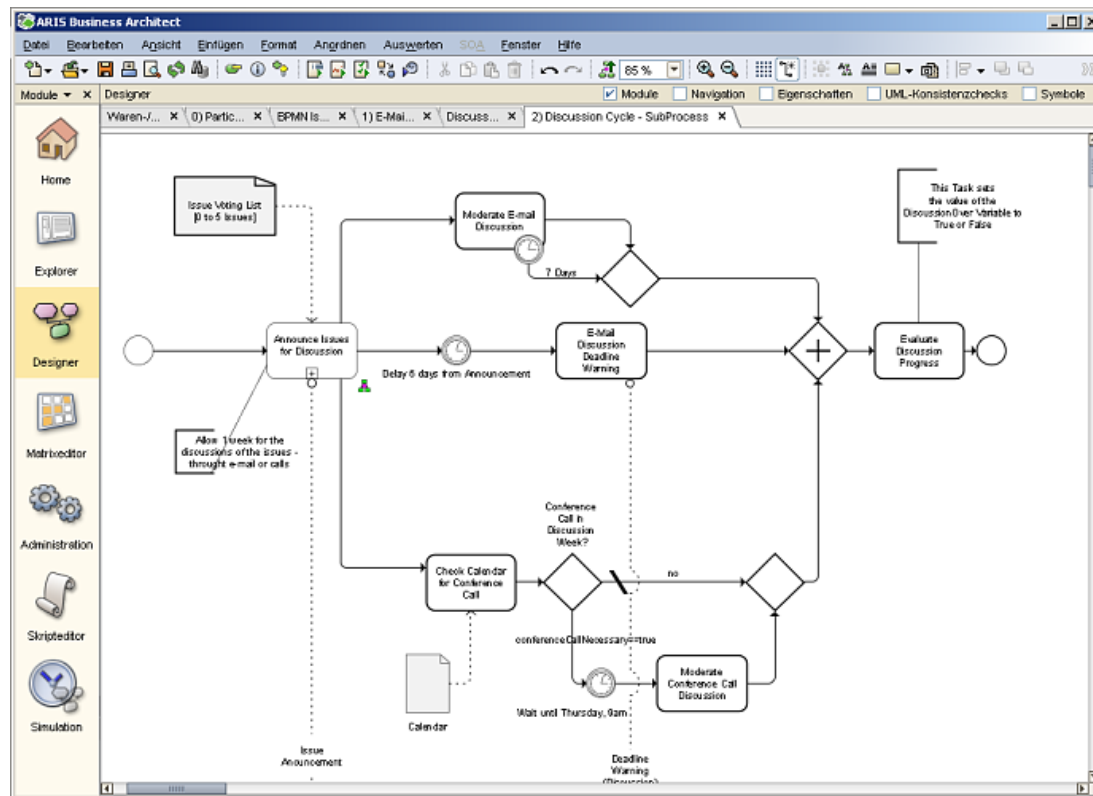 ARIS Business Architect
Datei Bearbeiten Ansicht Einfügen Format Anordnen Auswerten SOA Fenster Hilfe
85 %
Module Designer Module Navigation Eigenschaften UML-Konsistenzchecks Symbole
Waren-/... 0) Partic... BPMN Is... 1) E-Mai... Discuss... 2) Discussion Cycle - SubProcess
Home
Explorer
Designer
Matrixeditor
Administration
Skripteditor
Simulation
Issue Voting List
[0 to 5 Issues]
Moderate E-mail
Discussion
7 Days
This Task sets
the value of the
Discussion Over Variable to
True or False
Announce Issues
for Discussion
Delay 6 days from Announcement
E-Mail
Discussion
Deadline
Warning
Evaluate
Discussion
Progress
Allow 1 week for the
discussions of the issues -
throught e-mail or calls
Conference
Call in
Discussion
Week?
Check Calendar
for Conference
Call
no
conferenceCallNecessary==true
Moderate
Conference Call
Discussion
Wait until Thursday, 9am
Calendar
Issue
Anouncement
Deadline
Warning
(Discussion)